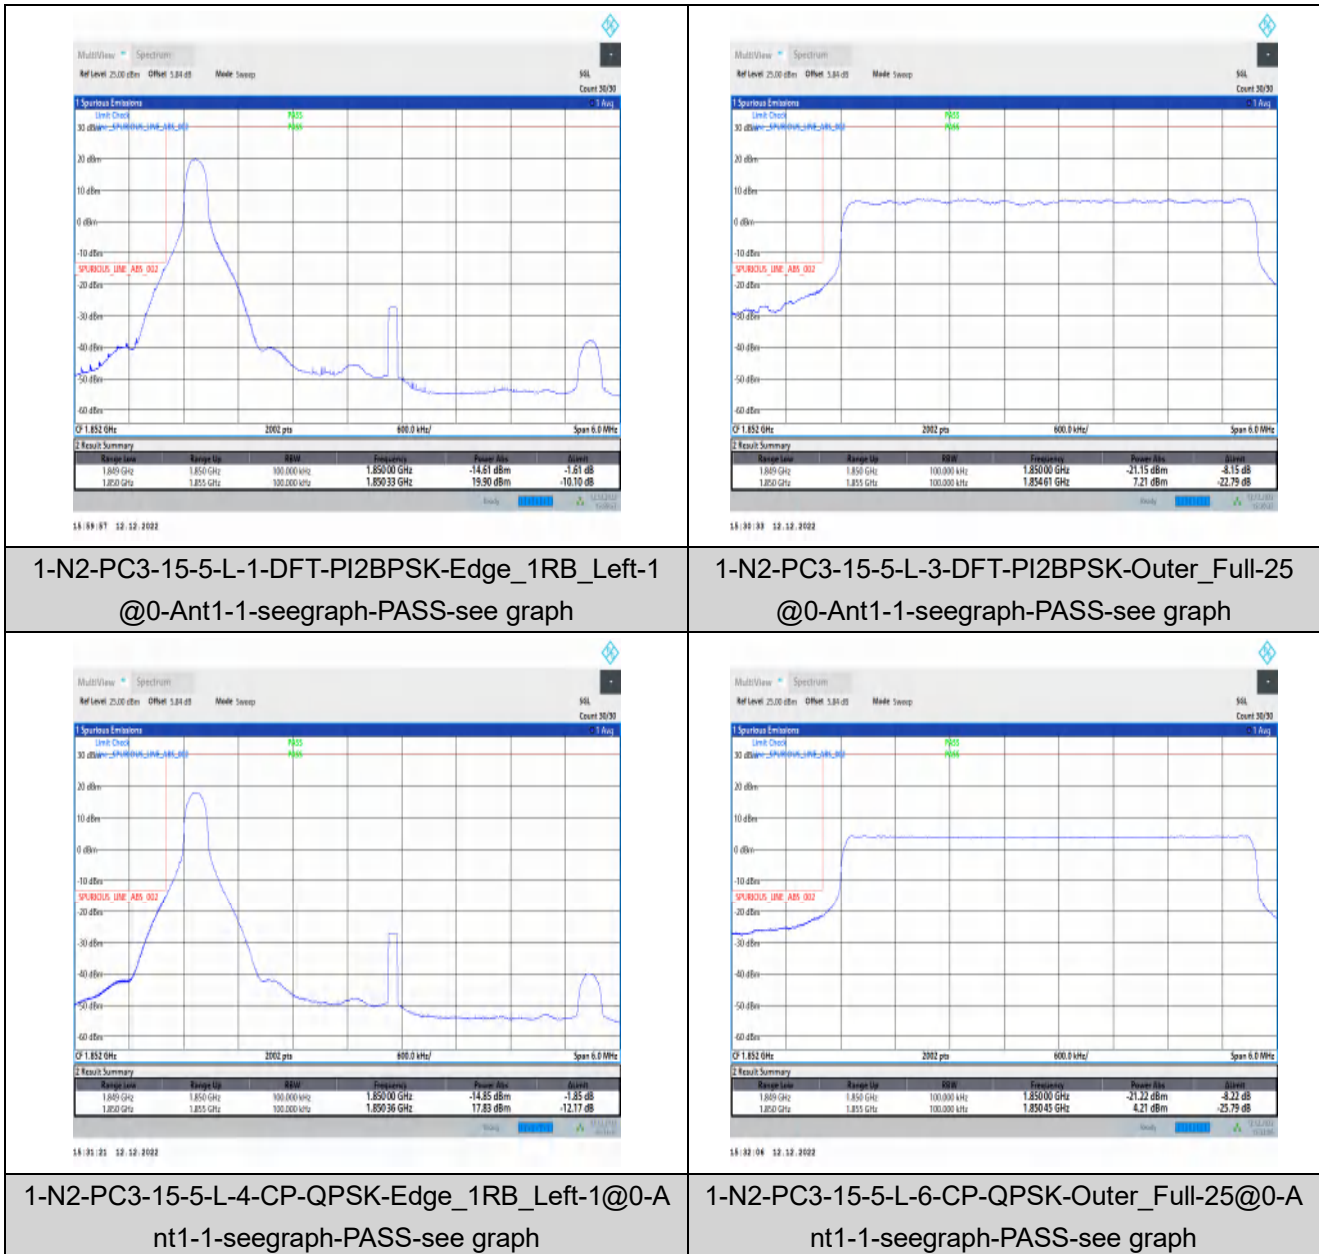 MultiView Spectrum
Ref Level 25.00 dBm Offset 5.84 dB Mode Sweep SGL
Count 30/30
1 Spurious Emissions 1 Avg
Limit Check PASS
30 dBm _SPURIOUS_LINE_ABS_002 PASS
20 dBm
10 dBm
0 dBm
-10 dBm
SPURIOUS_LINE_ABS_002
-20 dBm
-30 dBm
-40 dBm
-50 dBm
-60 dBm
CF 1.852 GHz 2002 pts 600.0 kHz/ Span 6.0 MHz
2 Result Summary
Range Low Range Up RBW Frequency Power Abs ΔLimit
1.849 GHz 1.850 GHz 100.000 kHz 1.85000 GHz -14.61 dBm -1.61 dB
1.850 GHz 1.855 GHz 100.000 kHz 1.85033 GHz 19.90 dBm -10.10 dB
Ready
15:59:57 12.12.2022
1-N2-PC3-15-5-L-1-DFT-PI2BPSK-Edge_1RB_Left-1
@0-Ant1-1-seegraph-PASS-see graph
MultiView Spectrum
Ref Level 25.00 dBm Offset 5.84 dB Mode Sweep SGL
Count 30/30
1 Spurious Emissions 1 Avg
Limit Check PASS
30 dBm _SPURIOUS_LINE_ABS_002 PASS
20 dBm
10 dBm
0 dBm
-10 dBm
SPURIOUS_LINE_ABS_002
-20 dBm
-30 dBm
-40 dBm
-50 dBm
-60 dBm
CF 1.852 GHz 2002 pts 600.0 kHz/ Span 6.0 MHz
2 Result Summary
Range Low Range Up RBW Frequency Power Abs ΔLimit
1.849 GHz 1.850 GHz 100.000 kHz 1.85000 GHz -21.15 dBm -8.15 dB
1.850 GHz 1.855 GHz 100.000 kHz 1.85461 GHz 7.21 dBm -22.79 dB
Ready
15:30:33 12.12.2022
1-N2-PC3-15-5-L-3-DFT-PI2BPSK-Outer_Full-25
@0-Ant1-1-seegraph-PASS-see graph
MultiView Spectrum
Ref Level 25.00 dBm Offset 5.84 dB Mode Sweep SGL
Count 30/30
1 Spurious Emissions 1 Avg
Limit Check PASS
30 dBm _SPURIOUS_LINE_ABS_002 PASS
20 dBm
10 dBm
0 dBm
-10 dBm
SPURIOUS_LINE_ABS_002
-20 dBm
-30 dBm
-40 dBm
-50 dBm
-60 dBm
CF 1.852 GHz 2002 pts 600.0 kHz/ Span 6.0 MHz
2 Result Summary
Range Low Range Up RBW Frequency Power Abs ΔLimit
1.849 GHz 1.850 GHz 100.000 kHz 1.85000 GHz -14.85 dBm -1.85 dB
1.850 GHz 1.855 GHz 100.000 kHz 1.85036 GHz 17.83 dBm -12.17 dB
Ready
15:31:21 12.12.2022
1-N2-PC3-15-5-L-4-CP-QPSK-Edge_1RB_Left-1@0-A
nt1-1-seegraph-PASS-see graph
MultiView Spectrum
Ref Level 25.00 dBm Offset 5.84 dB Mode Sweep SGL
Count 30/30
1 Spurious Emissions 1 Avg
Limit Check PASS
30 dBm _SPURIOUS_LINE_ABS_002 PASS
20 dBm
10 dBm
0 dBm
-10 dBm
SPURIOUS_LINE_ABS_002
-20 dBm
-30 dBm
-40 dBm
-50 dBm
-60 dBm
CF 1.852 GHz 2002 pts 600.0 kHz/ Span 6.0 MHz
2 Result Summary
Range Low Range Up RBW Frequency Power Abs ΔLimit
1.849 GHz 1.850 GHz 100.000 kHz 1.85000 GHz -21.22 dBm -8.22 dB
1.850 GHz 1.855 GHz 100.000 kHz 1.85045 GHz 4.21 dBm -25.79 dB
Ready
15:32:06 12.12.2022
1-N2-PC3-15-5-L-6-CP-QPSK-Outer_Full-25@0-A
nt1-1-seegraph-PASS-see graph